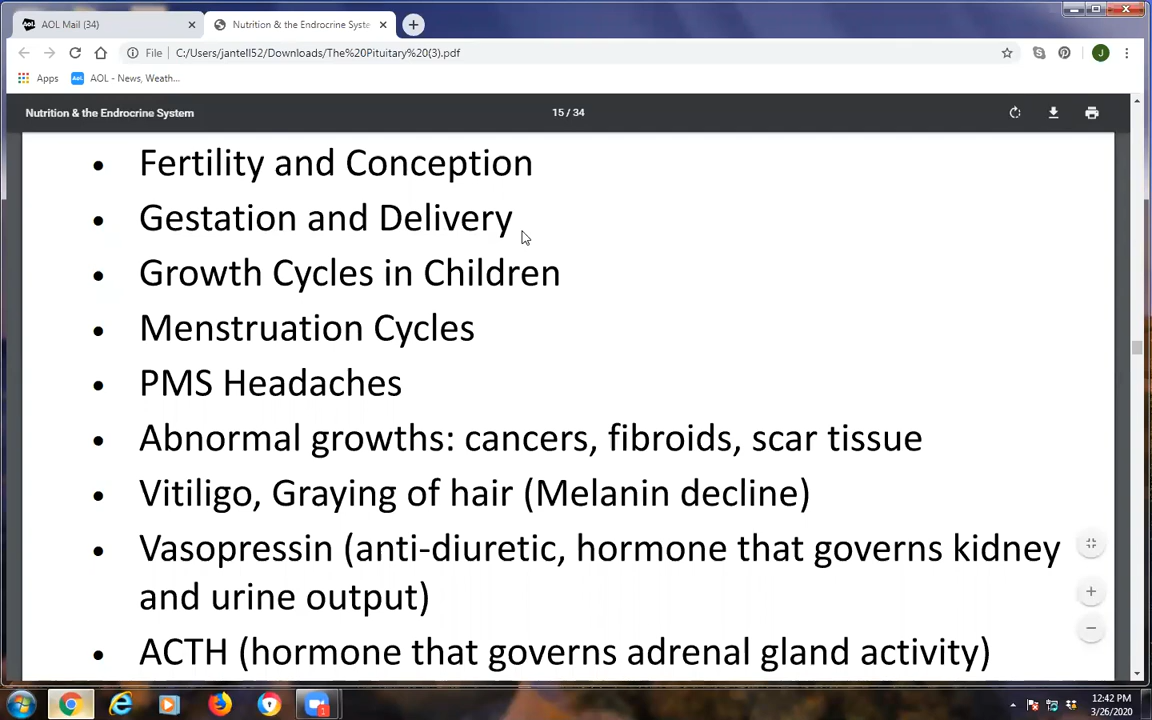 AOL Mail (34)
Nutrition & the Endocrine Syste
File
C:/Users/jantell52/Downloads/The%20Pituitary%20(3).pdf
J
Apps
Aol.
AOL - News, Weath...
Nutrition & the Endocrine System
15 / 34
• Fertility and Conception
• Gestation and Delivery
• Growth Cycles in Children
• Menstruation Cycles
• PMS Headaches
• Abnormal growths: cancers, fibroids, scar tissue
• Vitiligo, Graying of hair (Melanin decline)
• Vasopressin (anti-diuretic, hormone that governs kidney
and urine output)
• ACTH (hormone that governs adrenal gland activity)
12:42 PM
3/26/2020